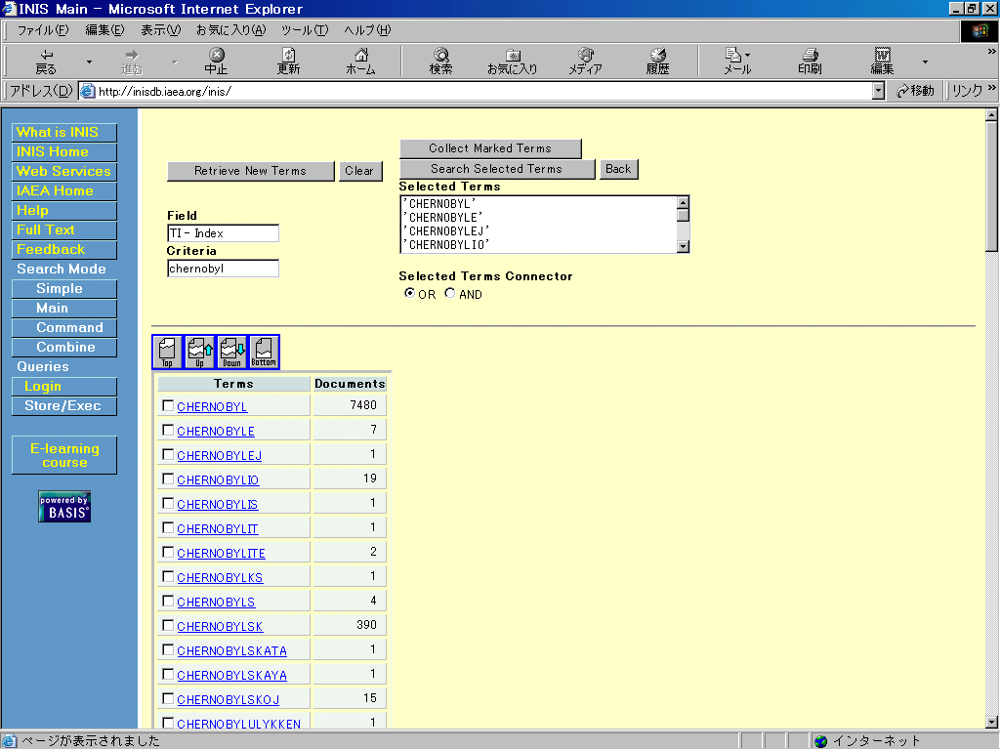 INIS Main - Microsoft Internet Explorer
ファイル(F) 編集(E) 表示(V) お気に入り(A) ツール(T) ヘルプ(H)
戻る 進む 中止 更新 ホーム 検索 お気に入り メディア 履歴 メール 印刷 編集 »
アドレス(D) http://inisdb.iaea.org/inis/ 移動 リンク »
What is INIS
INIS Home
Web Services
IAEA Home
Help
Full Text
Feedback
Search Mode
Simple
Main
Command
Combine
Queries
Login
Store/Exec
E-learning
course
powered by
BASIS
Collect Marked Terms
Retrieve New Terms Clear Search Selected Terms Back
Selected Terms
'CHERNOBYL'
'CHERNOBYLE'
'CHERNOBYLEJ'
'CHERNOBYLIO'
Field
TI - Index
Criteria
chernobyl
Selected Terms Connector
OR AND
Top Up Down Bottom
Terms Documents
CHERNOBYL 7480
CHERNOBYLE 7
CHERNOBYLEJ 1
CHERNOBYLIO 19
CHERNOBYLIS 1
CHERNOBYLIT 1
CHERNOBYLITE 2
CHERNOBYLKS 1
CHERNOBYLS 4
CHERNOBYLSK 390
CHERNOBYLSKATA 1
CHERNOBYLSKAYA 1
CHERNOBYLSKOJ 15
CHERNOBYLULYKKEN 1
ページが表示されました インターネット